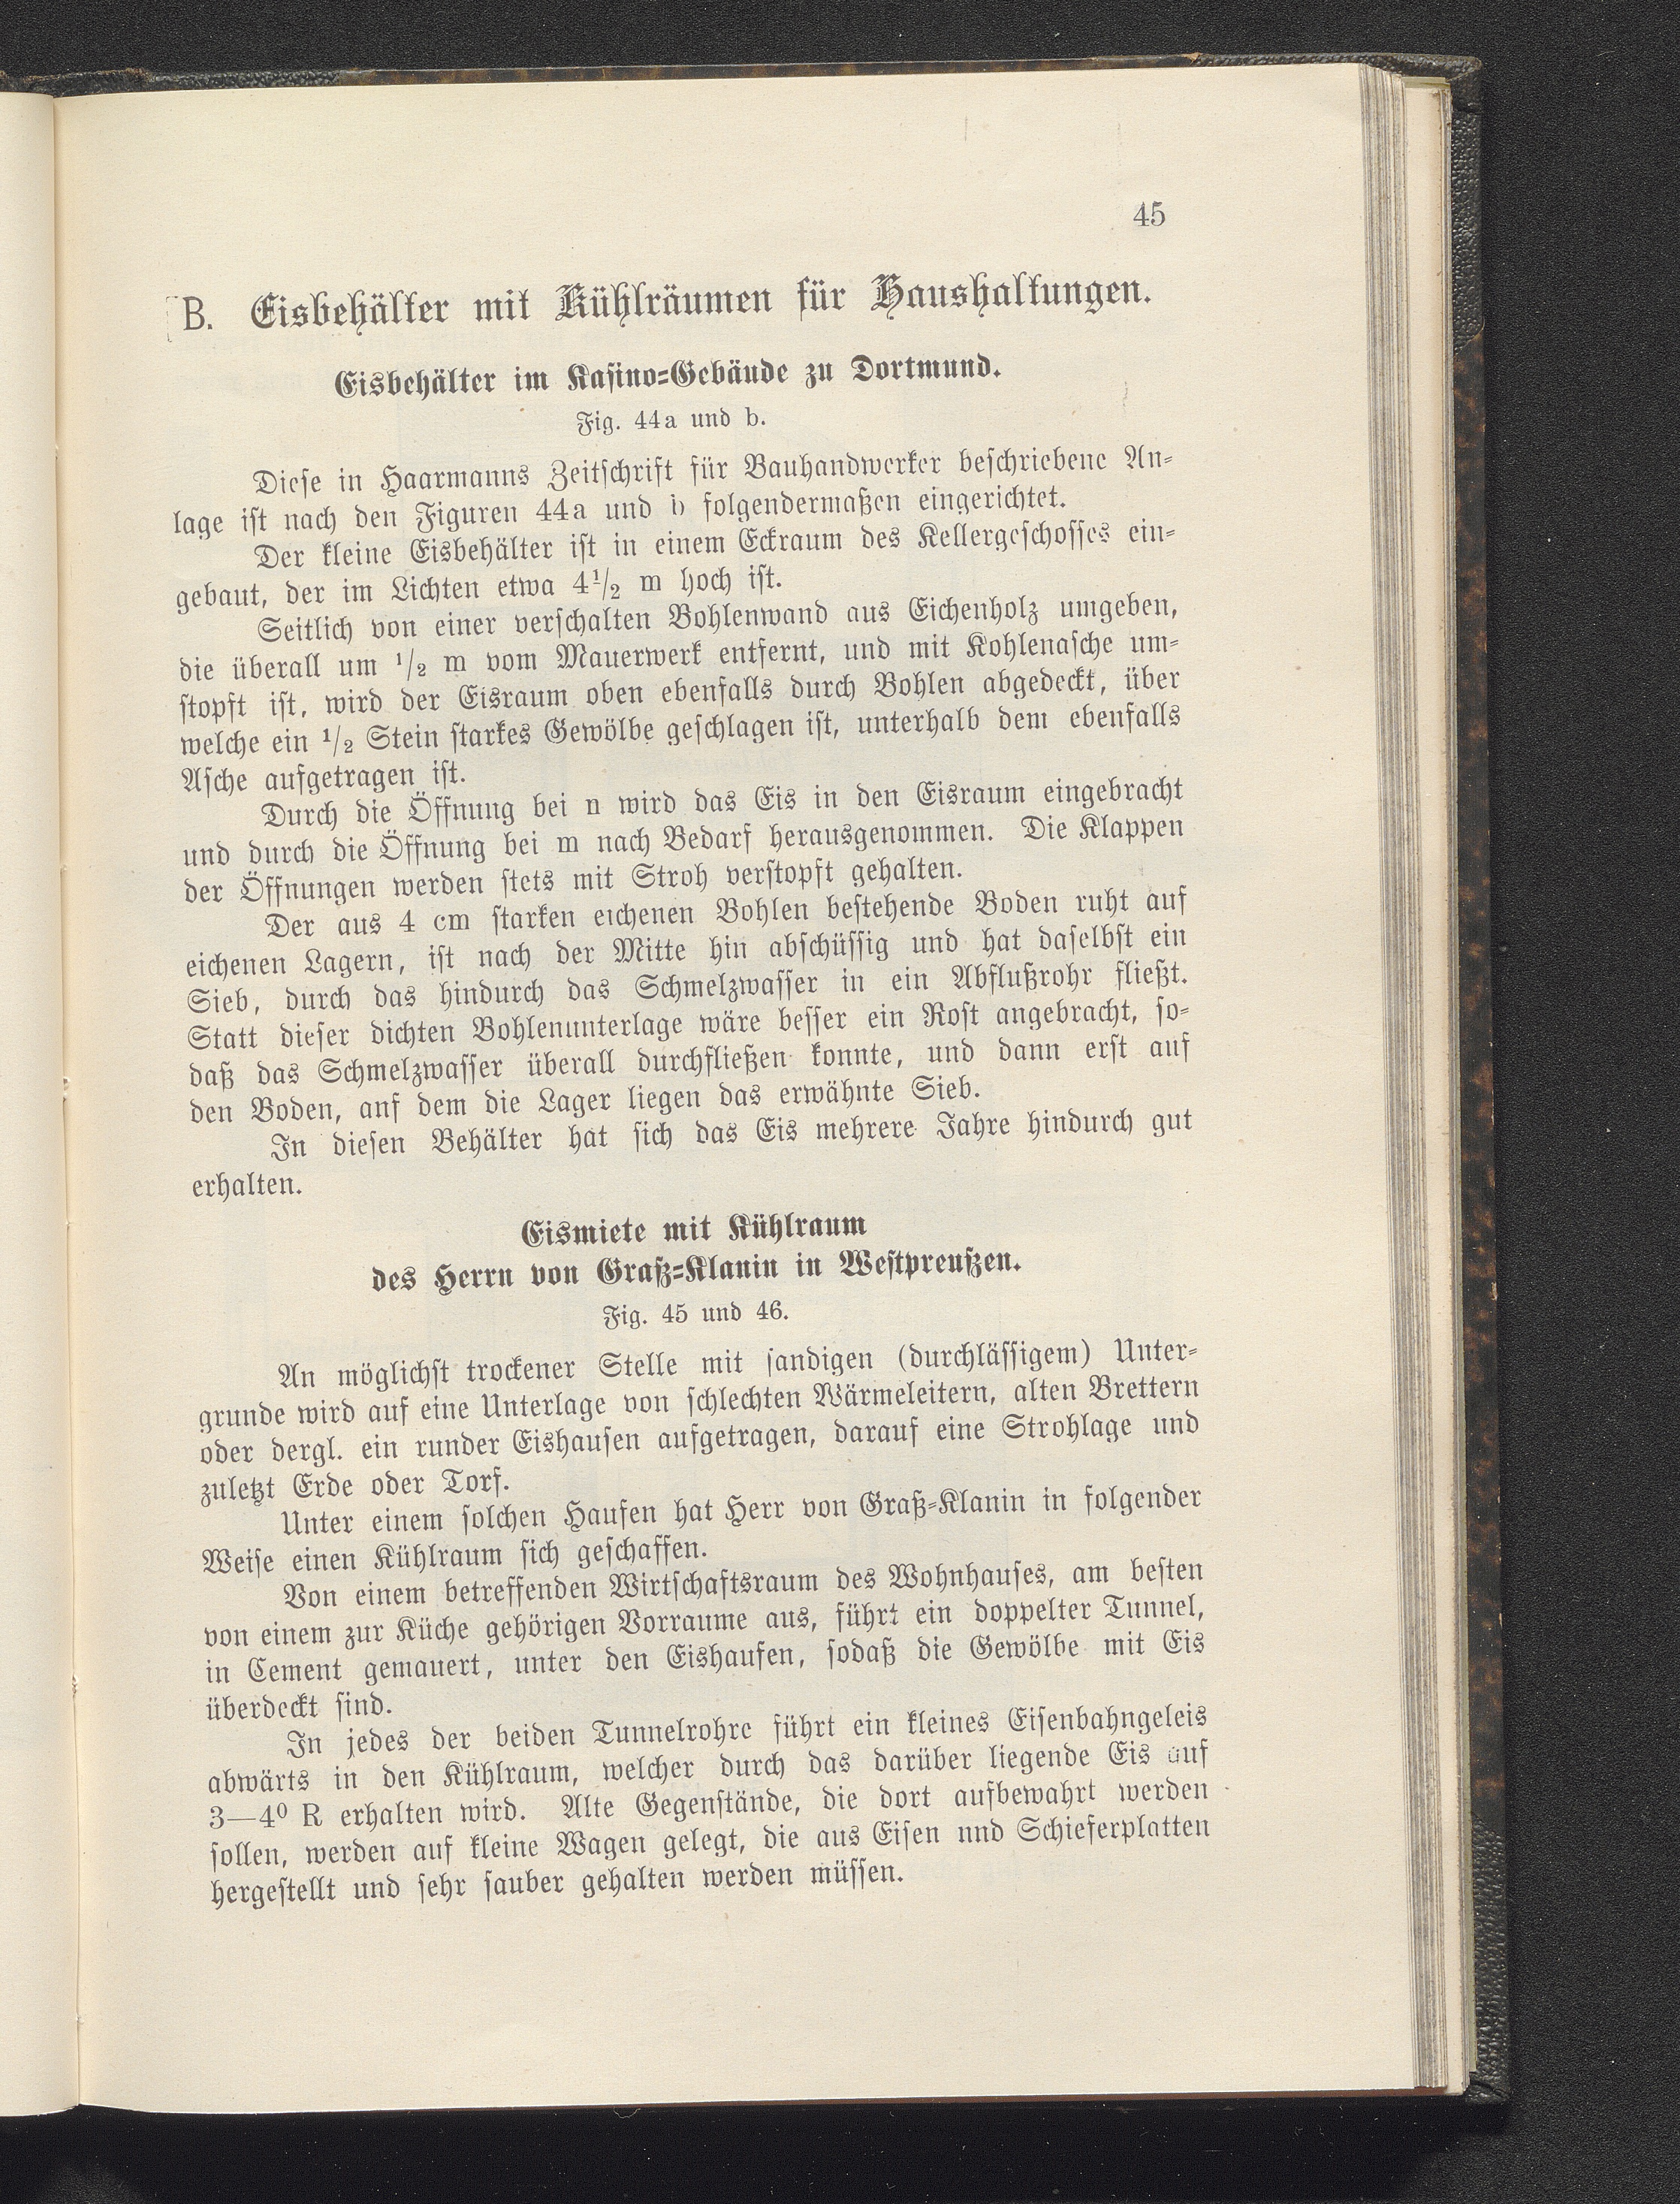 45
B. Eisbehälter mit Kühlräumen für Haushaltungen.
Eisbehälter im Kasino-Gebäude zu Dortmund.
Fig. 44a und b.
Diese in Haarmanns Zeitschrift für Bauhandwerker beschriebene An-
lage ist nach den Figuren 44a und b folgendermaßen eingerichtet.
Der kleine Eisbehälter ist in einem Eckraum des Kellergeschosses ein-
gebaut, der im Lichten etwa 4½ m hoch ist.
Seitlich von einer verschalten Bohlenwand aus Eichenholz umgeben,
die überall um ½ m vom Mauerwerk entfernt, und mit Kohlenasche um-
stopft ist, wird der Eisraum oben ebenfalls durch Bohlen abgedeckt, über
welche ein ½ Stein starkes Gewölbe geschlagen ist, unterhalb dem ebenfalls
Asche aufgetragen ist.
Durch die Öffnung bei n wird das Eis in den Eisraum eingebracht
und durch die Öffnung bei m nach Bedarf herausgenommen. Die Klappen
der Öffnungen werden stets mit Stroh verstopft gehalten.
Der aus 4 cm starken eichenen Bohlen bestehende Boden ruht auf
eichenen Lagern, ist nach der Mitte hin abschüssig und hat daselbst ein
Sieb, durch das hindurch das Schmelzwasser in ein Abflußrohr fließt.
Statt dieser dichten Bohlenunterlage wäre besser ein Rost angebracht, so-
daß das Schmelzwasser überall durchfließen konnte, und dann erst auf
den Boden, anf dem die Lager liegen das erwähnte Sieb.
In diesen Behälter hat sich das Eis mehrere Jahre hindurch gut
erhalten.
Eismiete mit Kühlraum
des Herrn von Graß-Klanin in Westpreußen.
Fig. 45 und 46.
An möglichst trockener Stelle mit sandigen (durchlässigem) Unter-
grunde wird auf eine Unterlage von schlechten Wärmeleitern, alten Brettern
oder dergl. ein runder Eishaufen aufgetragen, darauf eine Strohlage und
zuletzt Erde oder Torf.
Unter einem solchen Haufen hat Herr von Graß-Klanin in folgender
Weise einen Kühlraum sich geschaffen.
Von einem betreffenden Wirtschaftsraum des Wohnhauses, am besten
von einem zur Küche gehörigen Vorraume aus, führt ein doppelter Tunnel,
in Cement gemauert, unter den Eishaufen, sodaß die Gewölbe mit Eis
überdeckt sind.
In jedes der beiden Tunnelrohre führt ein kleines Eisenbahngeleis
abwärts in den Kühlraum, welcher durch das darüber liegende Eis auf
3—4⁰ R erhalten wird. Alte Gegenstände, die dort aufbewahrt werden
sollen, werden auf kleine Wagen gelegt, die aus Eisen und Schieferplatten
hergestellt und sehr sauber gehalten werden müssen.